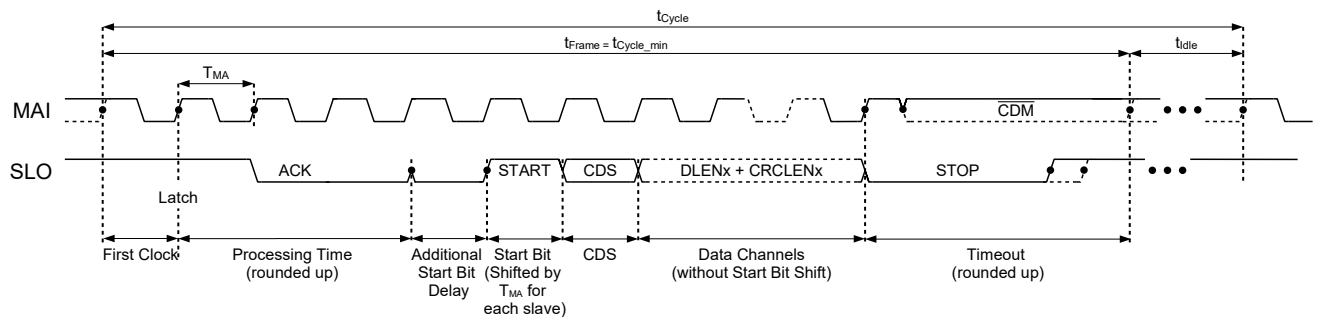 tCycle
tFrame = tCycle_min
tIdle
TMA
MAI
CDM
SLO
ACK
START
CDS
DLENx + CRCLENx
STOP
Latch
First Clock
Processing Time
(rounded up)
Additional
Start Bit
Delay
Start Bit
(Shifted by
TMA for
each slave)
CDS
Data Channels
(without Start Bit Shift)
Timeout
(rounded up)